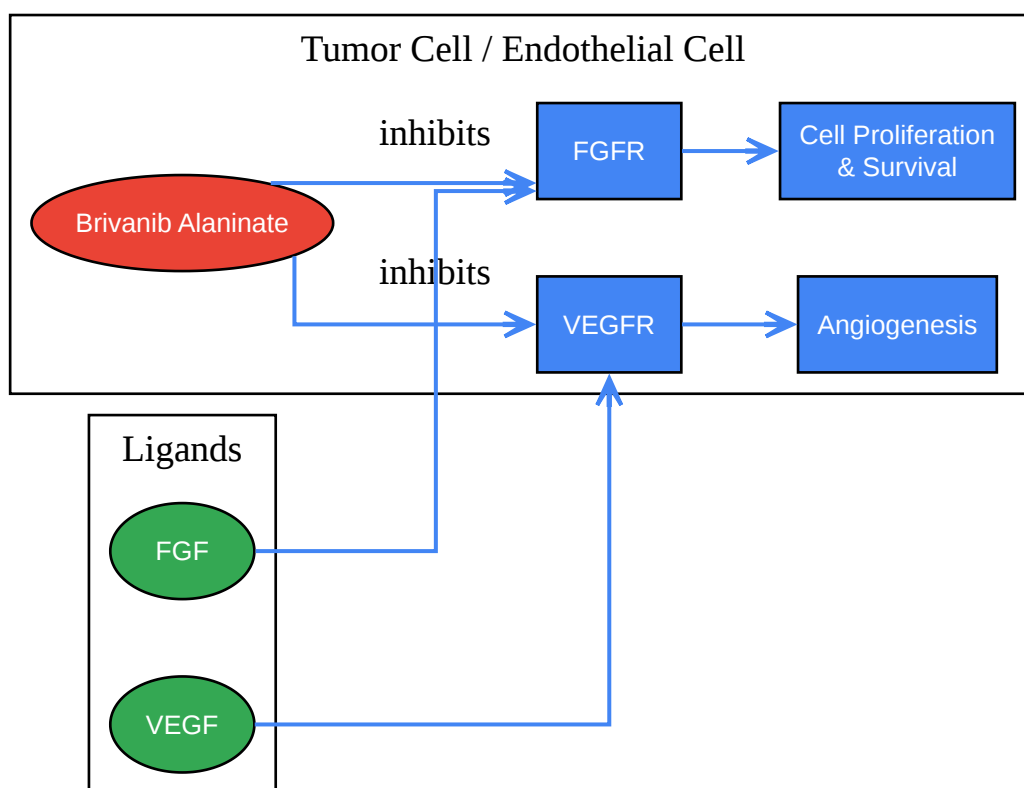 Tumor Cell / Endothelial Cell
inhibits
FGFR
Cell Proliferation
& Survival
Brivanib Alaninate
inhibits
VEGFR
Angiogenesis
Ligands
FGF
VEGF